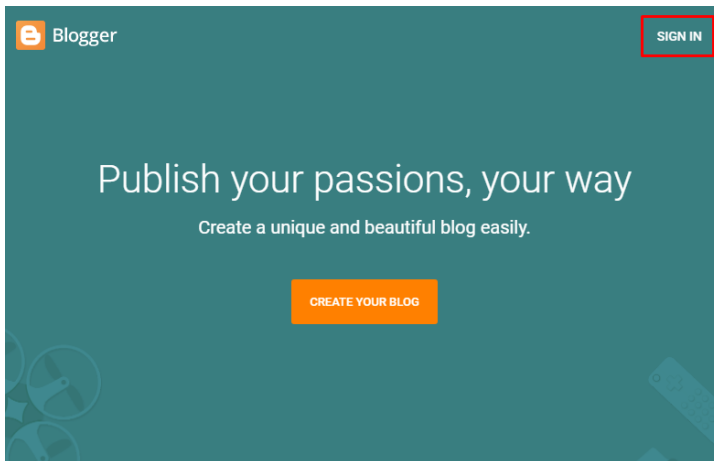 Blogger
SIGN IN
Publish your passions, your way
Create a unique and beautiful blog easily.
CREATE YOUR BLOG